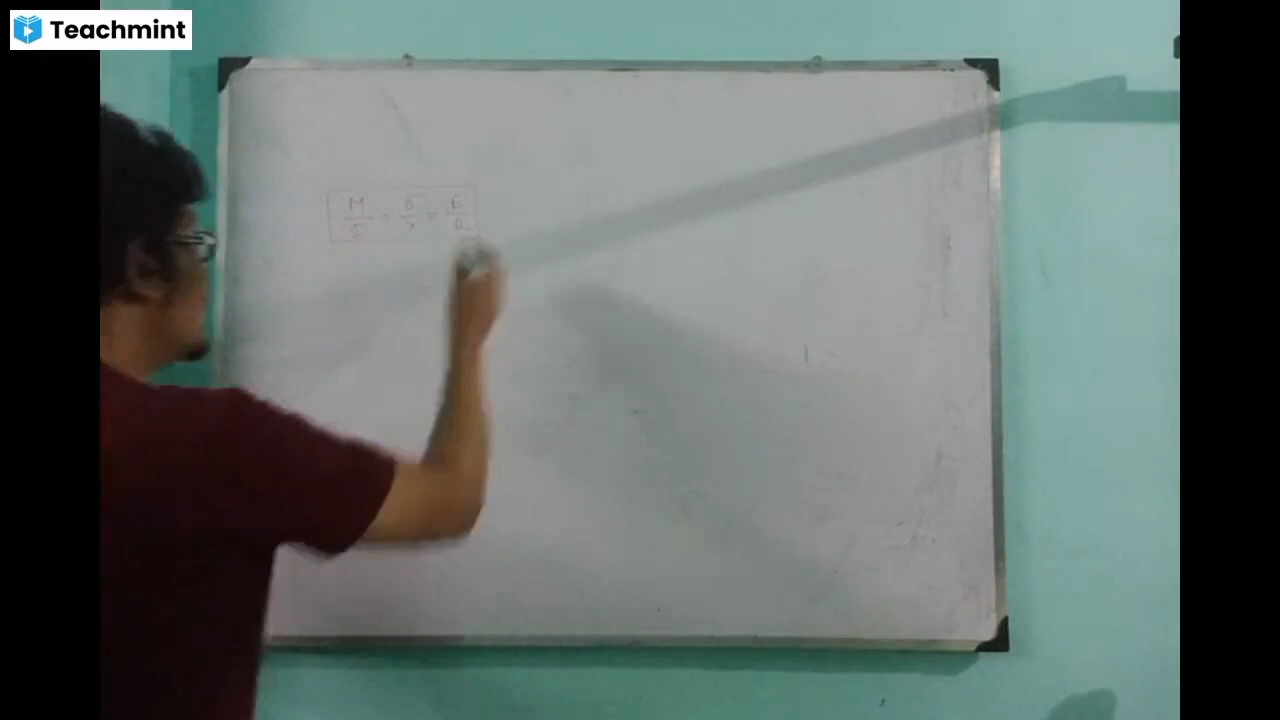 Teachmint
M/I = σ/y = E/R